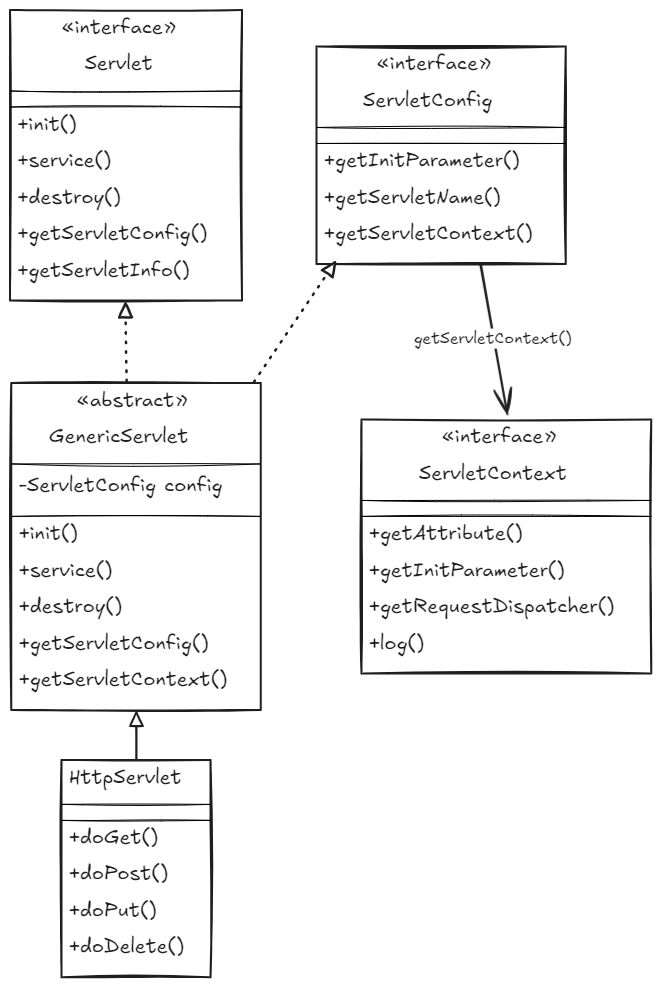 «interface»
Servlet
+init()
+service()
+destroy()
+getServletConfig()
+getServletInfo()
«interface»
ServletConfig
+getInitParameter()
+getServletName()
+getServletContext()
getServletContext()
«abstract»
GenericServlet
-ServletConfig config
+init()
+service()
+destroy()
+getServletConfig()
+getServletContext()
«interface»
ServletContext
+getAttribute()
+getInitParameter()
+getRequestDispatcher()
+log()
HttpServlet
+doGet()
+doPost()
+doPut()
+doDelete()